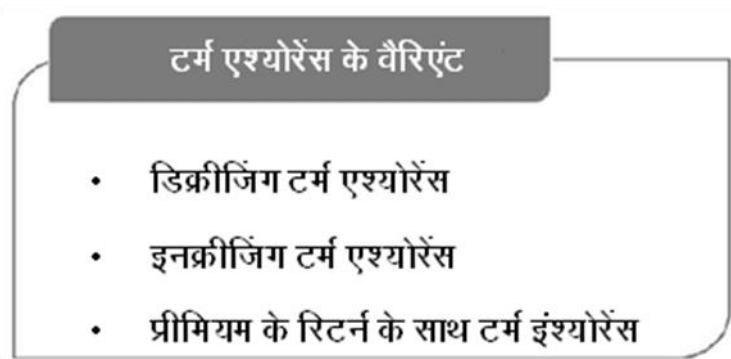 टर्म एश्योरेंस के वैरिएंट
• डिक्रीजिंग टर्म एश्योरेंस
• इनक्रीजिंग टर्म एश्योरेंस
• प्रीमियम के रिटर्न के साथ टर्म इंश्योरेंस